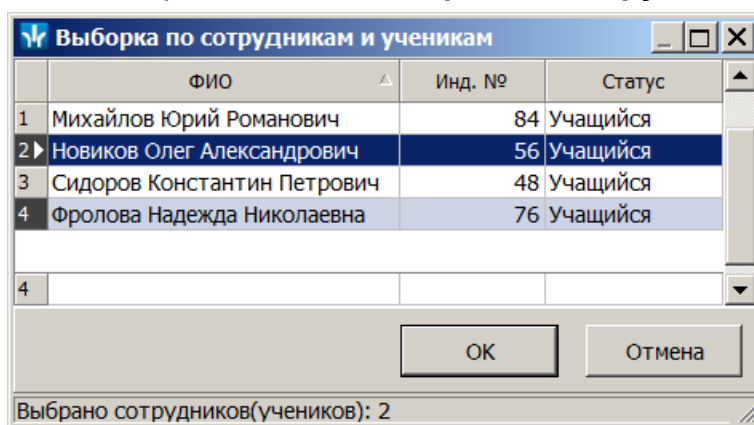 Выборка по сотрудникам и ученикам
ФИО Инд. № Статус
1 Михайлов Юрий Романович 84 Учащийся
2 Новиков Олег Александрович 56 Учащийся
3 Сидоров Константин Петрович 48 Учащийся
4 Фролова Надежда Николаевна 76 Учащийся
4
OK Отмена
Выбрано сотрудников(учеников): 2